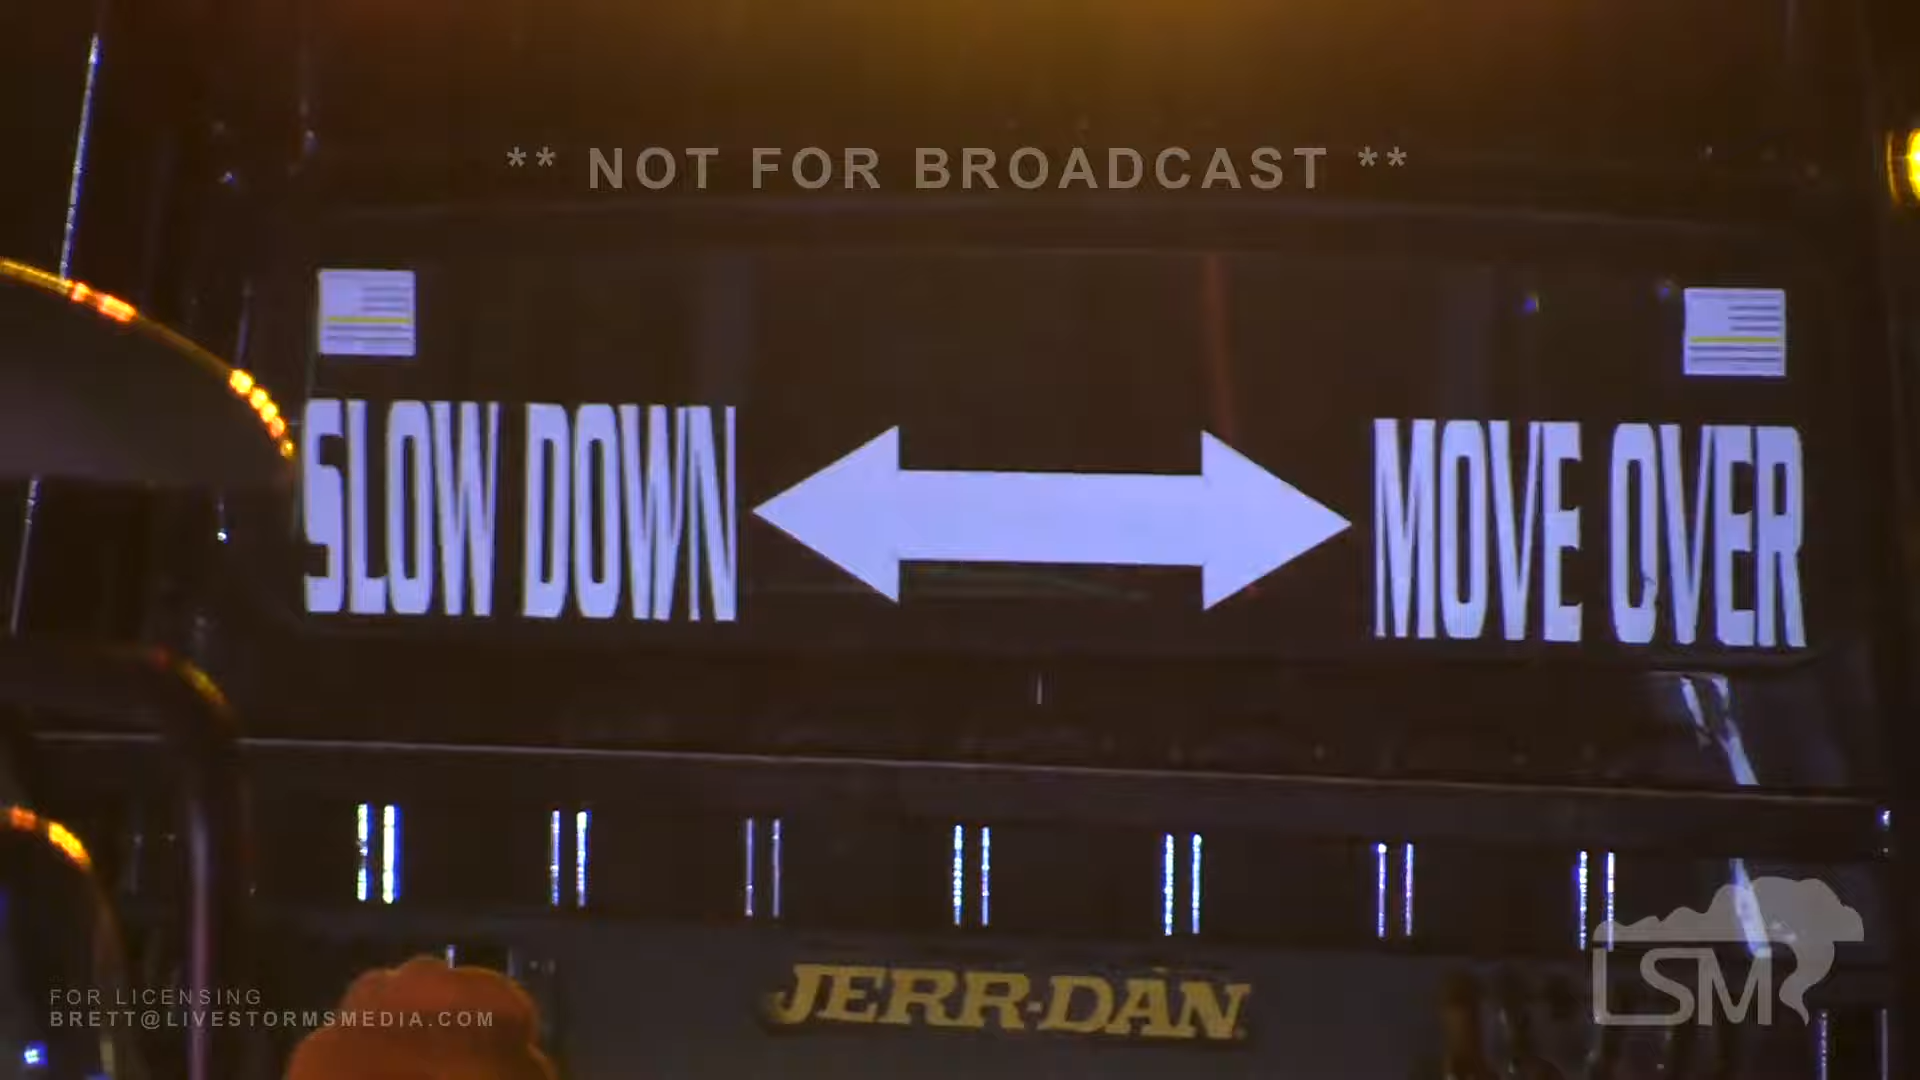 ** NOT FOR BROADCAST **
SLOW DOWN MOVE OVER
JERR-DAN
LSM
FOR LICENSING
BRETT@LIVESTORMSMEDIA.COM